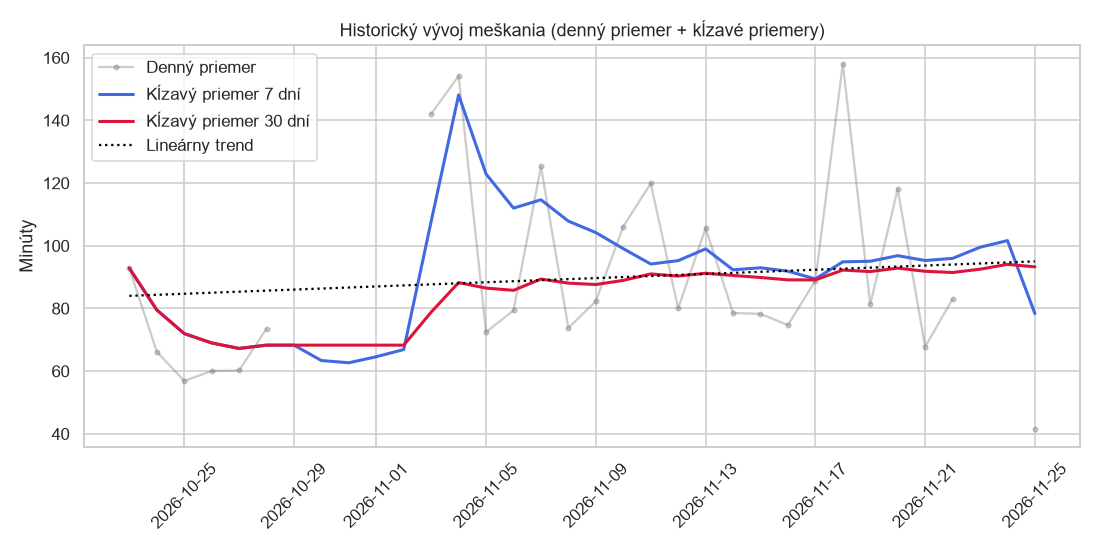 Historický vývoj meškania (denný priemer + kĺzavé priemery)
Denný priemer
Kĺzavý priemer 7 dní
Kĺzavý priemer 30 dní
Lineárny trend
Minúty
160
140
120
100
80
60
40
2026-10-25
2026-10-29
2026-11-01
2026-11-05
2026-11-09
2026-11-13
2026-11-17
2026-11-21
2026-11-25